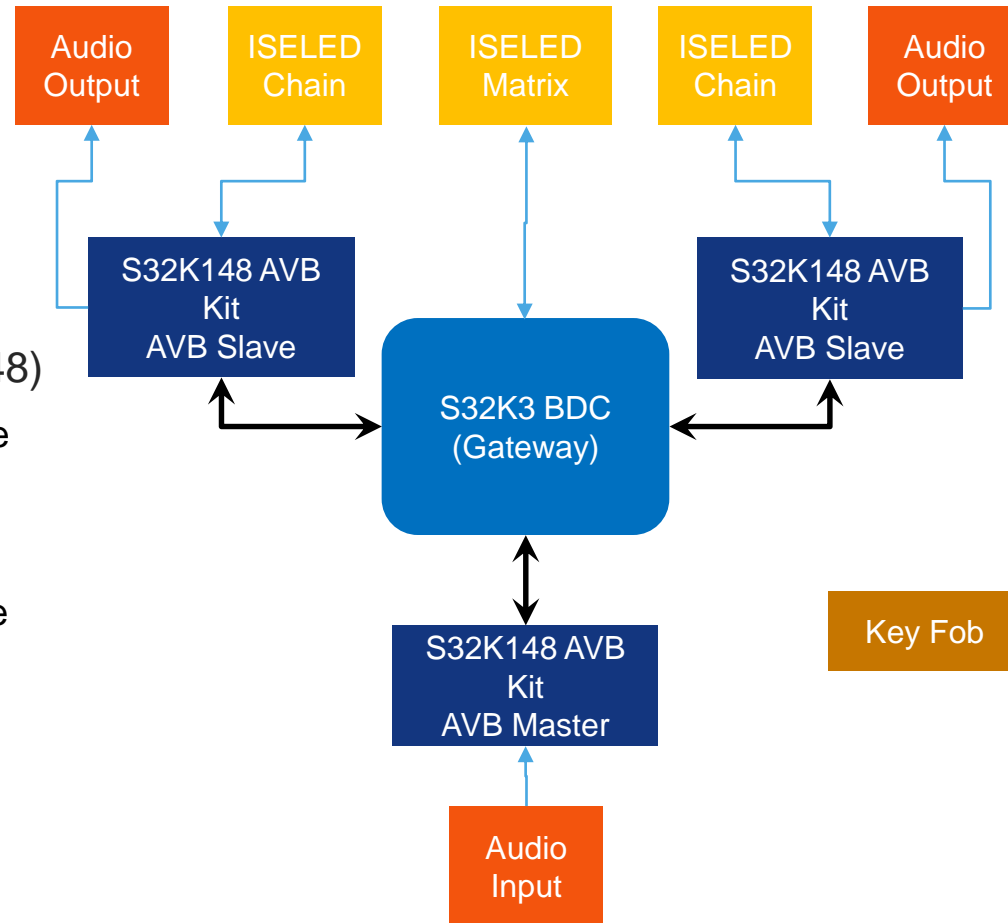 Audio
Output
ISELED
Chain
ISELED
Matrix
ISELED
Chain
Audio
Output
S32K148 AVB
Kit
AVB Slave
S32K148 AVB
Kit
AVB Slave
48)
e
e
S32K3 BDC
(Gateway)
S32K148 AVB
Kit
AVB Master
Key Fob
Audio
Input